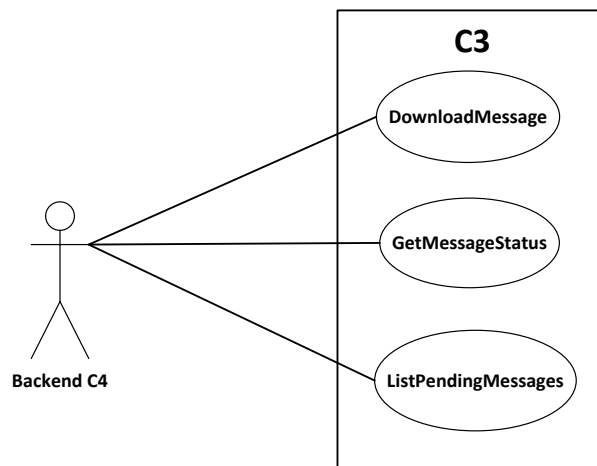 C3
DownloadMessage
GetMessageStatus
ListPendingMessages
Backend C4